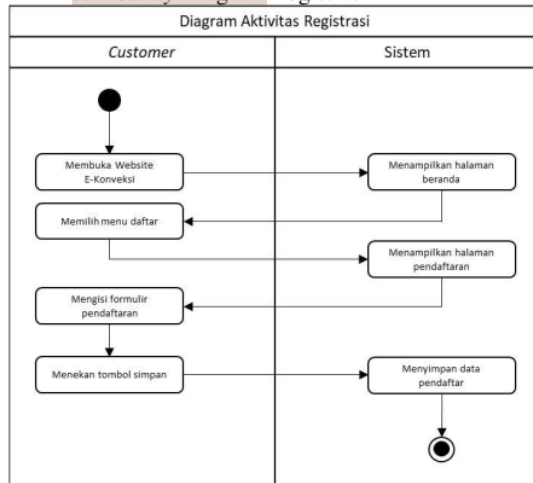 Diagram Aktivitas Registrasi
Customer
Sistem
Membuka Website
E-Konveksi
Menampilkan halaman
beranda
Memilih menu daftar
Menampilkan halaman
pendaftaran
Mengisi formulir
pendaftaran
Menekan tombol simpan
Menyimpan data
pendaftar